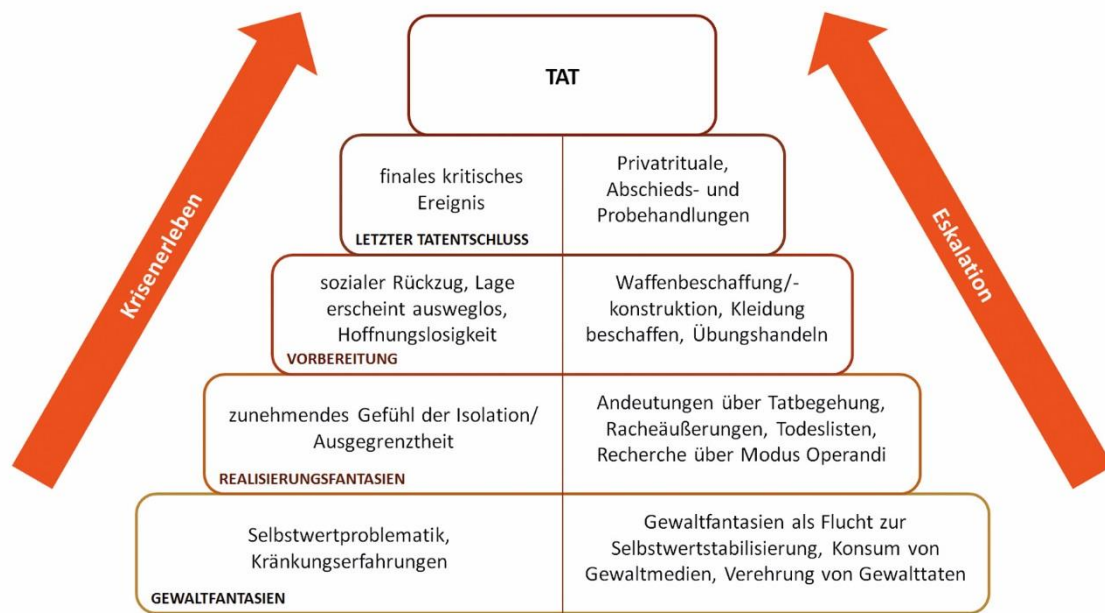 TAT
Krisenerleben
Eskalation
finales kritisches
Ereignis
LETZTER TATENTSCHLUSS
Privatrituale,
Abschieds- und
Probehandlungen
sozialer Rückzug, Lage
erscheint ausweglos,
Hoffnungslosigkeit
VORBEREITUNG
Waffenbeschaffung/-
konstruktion, Kleidung
beschaffen, Übungshandeln
zunehmendes Gefühl der Isolation/
Ausgegrenztheit
REALISIERUNGSFANTASIEN
Andeutungen über Tatbegehung,
Racheäußerungen, Todeslisten,
Recherche über Modus Operandi
Selbstwertproblematik,
Kränkungserfahrungen
GEWALTFANTASIEN
Gewaltfantasien als Flucht zur
Selbstwertstabilisierung, Konsum von
Gewaltmedien, Verehrung von Gewalttaten